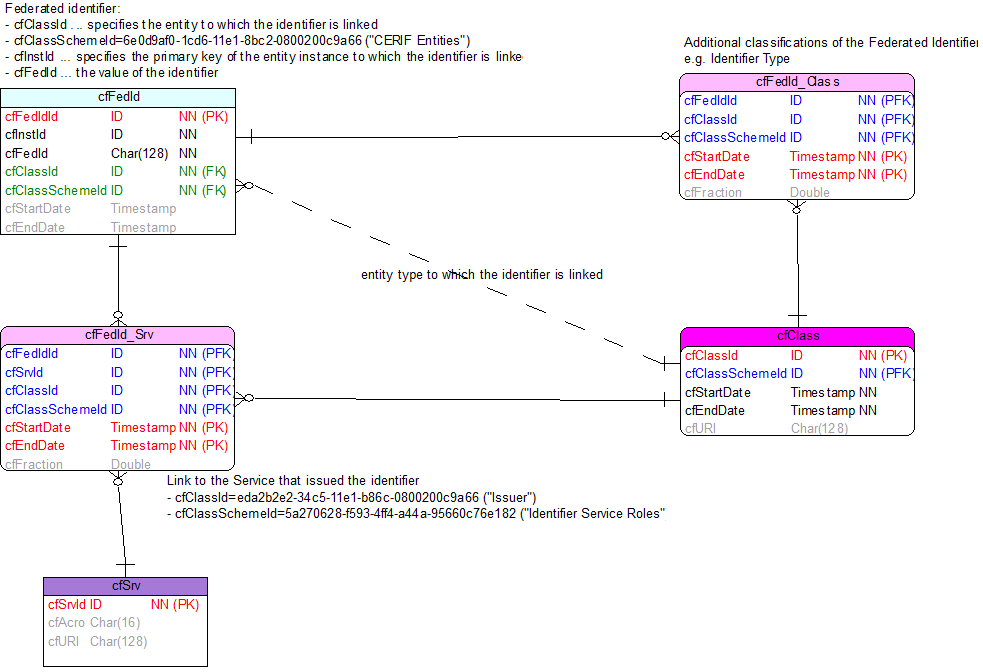 Federated identifier:
- cfClassId ... specifies the entity to which the identifier is linked
- cfClassSchemeId=6e0d9af0-1cd6-11e1-8bc2-0800200c9a66 ("CERIF Entities")
- cfInstId ... specifies the primary key of the entity instance to which the identifier is linke
- cfFedId ... the value of the identifier
cfFedId
cfFedIdId ID NN (PK)
cfInstId ID NN
cfFedId Char(128) NN
cfClassId ID NN (FK)
cfClassSchemeId ID NN (FK)
cfStartDate Timestamp
cfEndDate Timestamp
Additional classifications of the Federated Identifier
e.g. Identifier Type
cfFedId_Class
cfFedIdId ID NN (PFK)
cfClassId ID NN (PFK)
cfClassSchemeId ID NN (PFK)
cfStartDate Timestamp NN (PK)
cfEndDate Timestamp NN (PK)
cfFraction Double
entity type to which the identifier is linked
cfFedId_Srv
cfFedIdId ID NN (PFK
cfSrvId ID NN (PFK
cfClassId ID NN (PFK
cfClassSchemeId ID NN (PFK
cfStartDate Timestamp NN (PK)
cfEndDate Timestamp NN (PK)
cfFraction Double
cfClass
cfClassId ID NN (PK)
cfClassSchemeId ID NN (PFK)
cfStartDate Timestamp NN
cfEndDate Timestamp NN
cfURI Char(128)
Link to the Service that issued the identifier
- cfClassId=eda2b2e2-34c5-11e1-b86c-0800200c9a66 ("Issuer")
- cfClassSchemeId=5a270628-f593-4ff4-a44a-95660c76e182 ("Identifier Service Roles"
cfSrv
cfSrvId ID NN (PK)
cfAcro Char(16)
cfURI Char(128)